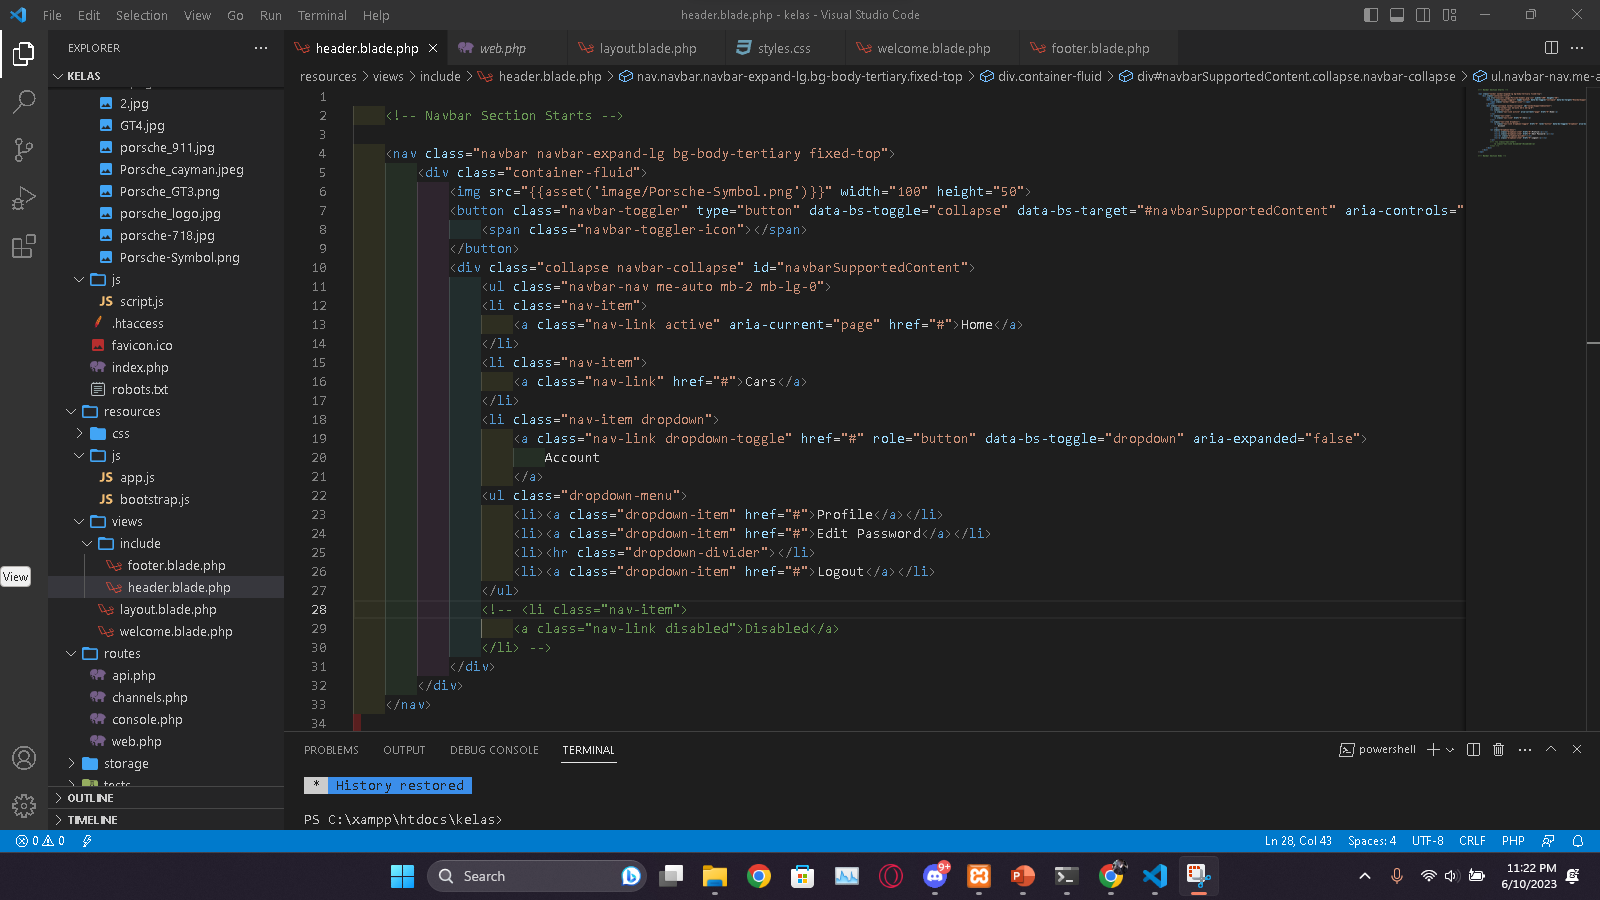 File Edit Selection View Go Run Terminal Help
header.blade.php - kelas - Visual Studio Code
EXPLORER
header.blade.php
web.php
layout.blade.php
styles.css
welcome.blade.php
footer.blade.php
KELAS
resources > views > include > header.blade.php > nav.navbar.navbar-expand-lg.bg-body-tertiary.fixed-top > div.container-fluid > div#navbarSupportedContent.collapse.navbar-collapse > ul.navbar-nav.me-a
2.jpg
GT4.jpg
porsche_911.jpg
Porsche_cayman.jpeg
Porsche_GT3.png
porsche_logo.jpg
porsche-718.jpg
Porsche-Symbol.png
js
script.js
.htaccess
favicon.ico
index.php
robots.txt
resources
css
js
app.js
bootstrap.js
views
include
footer.blade.php
header.blade.php
layout.blade.php
welcome.blade.php
routes
api.php
channels.php
console.php
web.php
storage
tests
OUTLINE
TIMELINE
View
1
2 <!-- Navbar Section Starts -->
3
4 <nav class="navbar navbar-expand-lg bg-body-tertiary fixed-top">
5 <div class="container-fluid">
6 <img src="{{asset('image/Porsche-Symbol.png')}}" width="100" height="50">
7 <button class="navbar-toggler" type="button" data-bs-toggle="collapse" data-bs-target="#navbarSupportedContent" aria-controls="
8 <span class="navbar-toggler-icon"></span>
9 </button>
10 <div class="collapse navbar-collapse" id="navbarSupportedContent">
11 <ul class="navbar-nav me-auto mb-2 mb-lg-0">
12 <li class="nav-item">
13 <a class="nav-link active" aria-current="page" href="#">Home</a>
14 </li>
15 <li class="nav-item">
16 <a class="nav-link" href="#">Cars</a>
17 </li>
18 <li class="nav-item dropdown">
19 <a class="nav-link dropdown-toggle" href="#" role="button" data-bs-toggle="dropdown" aria-expanded="false">
20 Account
21 </a>
22 <ul class="dropdown-menu">
23 <li><a class="dropdown-item" href="#">Profile</a></li>
24 <li><a class="dropdown-item" href="#">Edit Password</a></li>
25 <li><hr class="dropdown-divider"></li>
26 <li><a class="dropdown-item" href="#">Logout</a></li>
27 </ul>
28 <!-- <li class="nav-item">
29 <a class="nav-link disabled">Disabled</a>
30 </li> -->
31 </div>
32 </div>
33 </nav>
34
PROBLEMS OUTPUT DEBUG CONSOLE TERMINAL
powershell
* History restored
PS C:\xampp\htdocs\kelas>
0 0
Ln 28, Col 43 Spaces: 4 UTF-8 CRLF PHP
Search
9+
11:22 PM
6/10/2023